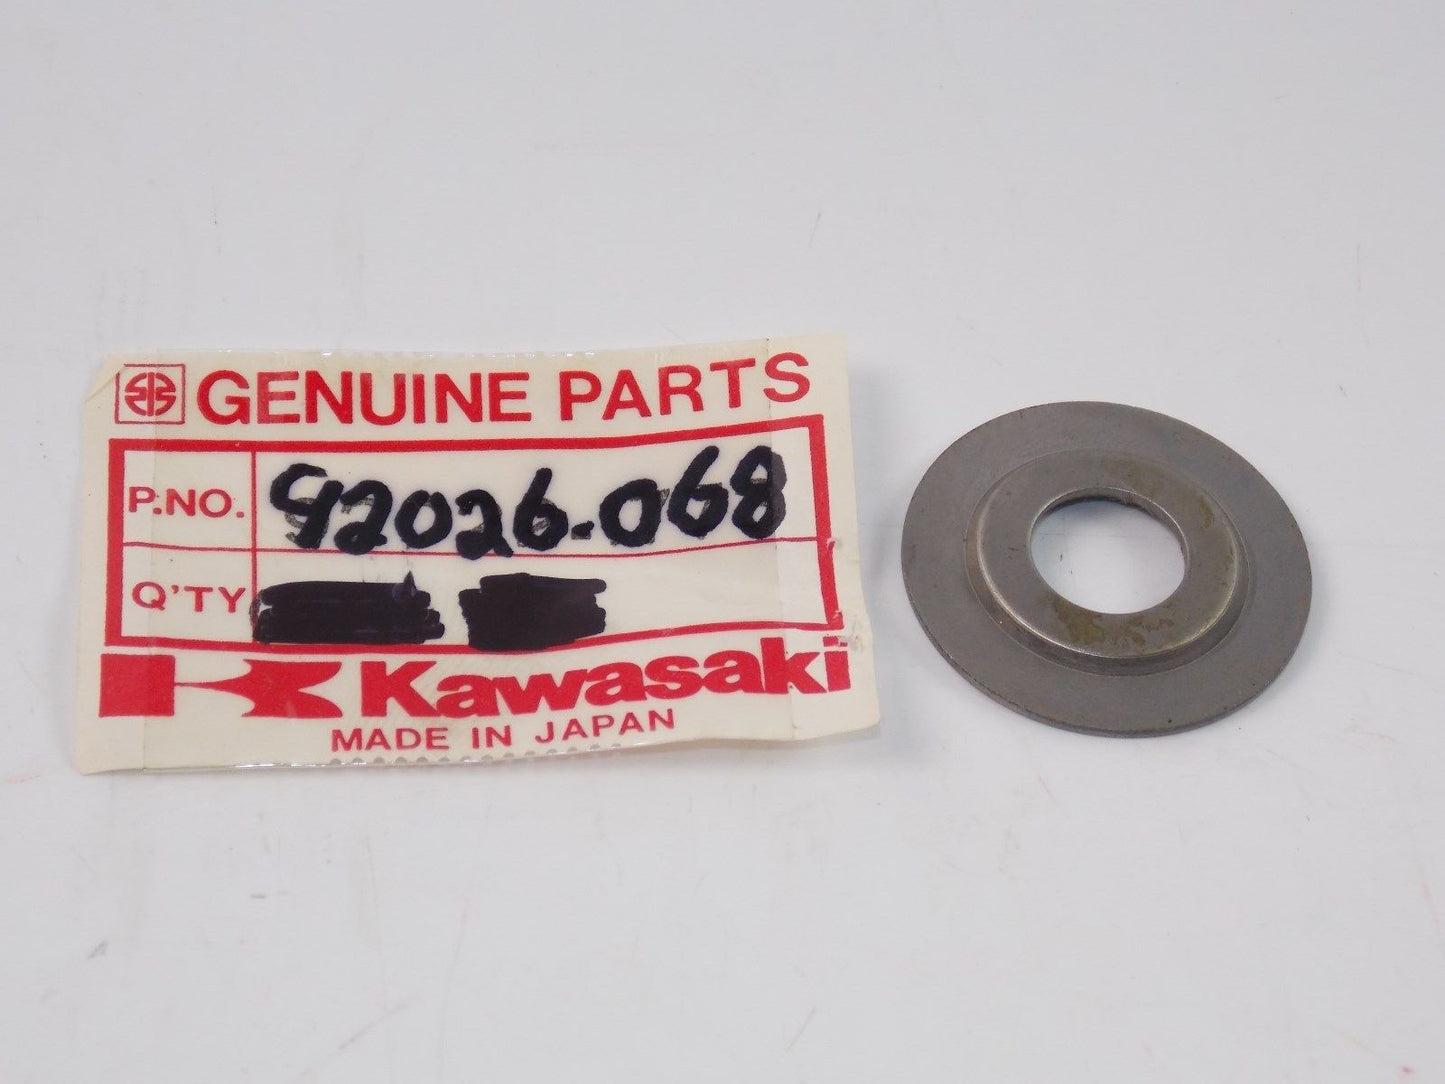 GENUINE PARTS
P.NO. 92026-068
Q'TY
Kawasaki
MADE IN JAPAN